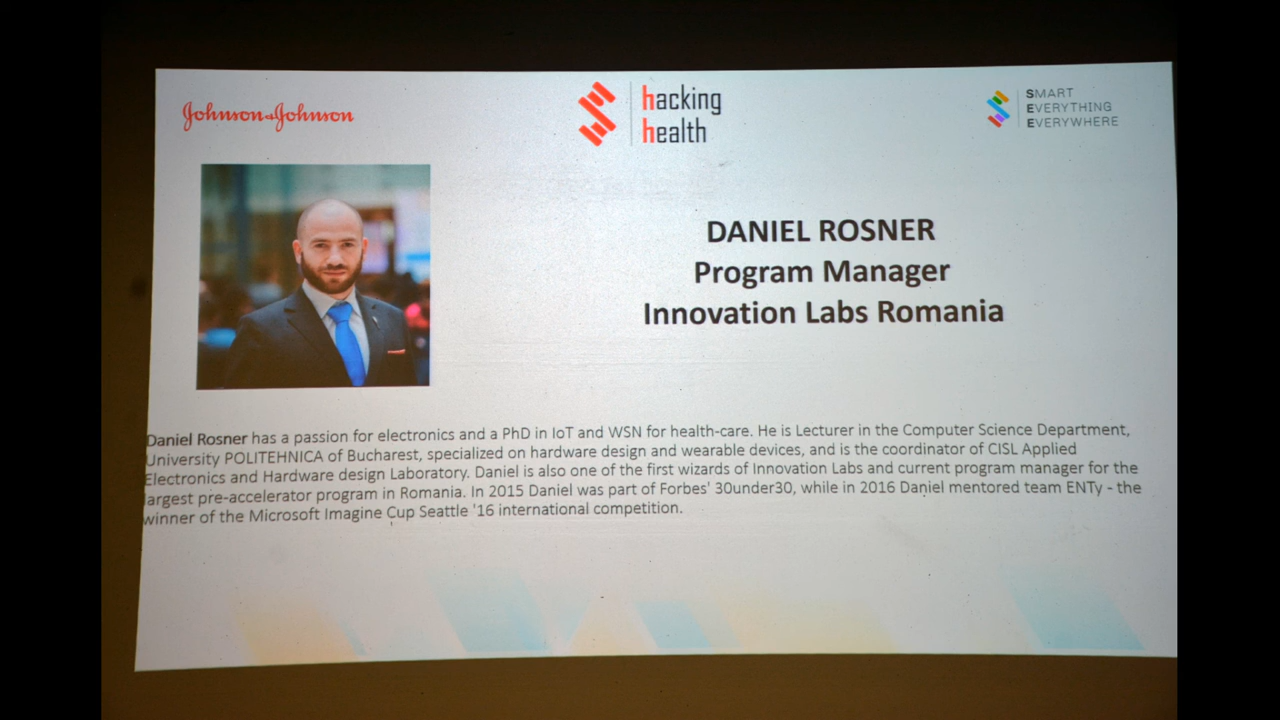 Johnson&Johnson
hacking
health
SMART
EVERYTHING
EVERYWHERE
DANIEL ROSNER
Program Manager
Innovation Labs Romania
Daniel Rosner has a passion for electronics and a PhD in IoT and WSN for health-care. He is Lecturer in the Computer Science Department,
University POLITEHNICA of Bucharest, specialized on hardware design and wearable devices, and is the coordinator of CISL Applied
Electronics and Hardware design Laboratory. Daniel is also one of the first wizards of Innovation Labs and current program manager for the
largest pre-accelerator program in Romania. In 2015 Daniel was part of Forbes' 30under30, while in 2016 Daniel mentored team ENTy - the
winner of the Microsoft Imagine Cup Seattle '16 international competition.